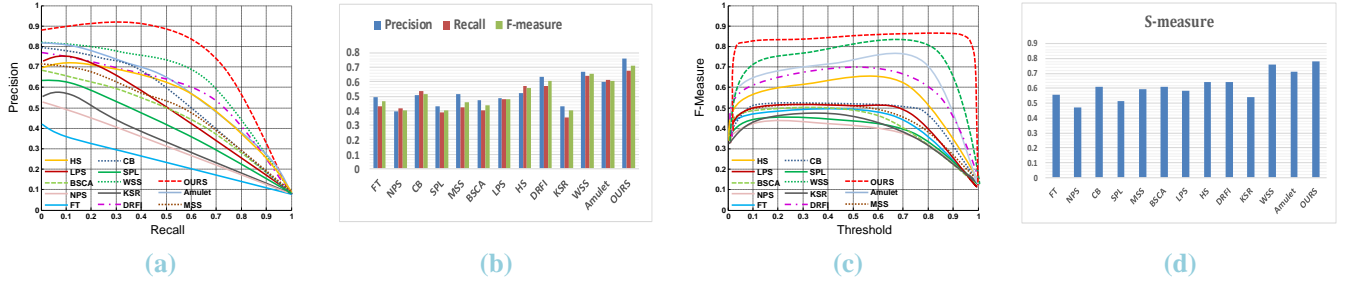 Precision
1
0.9
0.8
0.7
0.6
0.5
0.4
0.3
0.2
0.1
0
HS CB
LPS SPL OURS
BSCA WSS Amulet
NPS KSR MSS
FT DRFI
0 0.1 0.2 0.3 0.4 0.5 0.6 0.7 0.8 0.9 1
Recall
(a)
Precision Recall F-measure
0.8
0.7
0.6
0.5
0.4
0.3
0.2
0.1
0
FT NPS CB SPL MSS BSCA LPS HS DRFI KSR WSS Amulet OURS
(b)
F-Measure
1
0.9
0.8
0.7
0.6
0.5
0.4
0.3
0.2
0.1
0
HS CB
LPS SPL OURS
BSCA WSS Amulet
NPS KSR MSS
FT DRFI
0 0.1 0.2 0.3 0.4 0.5 0.6 0.7 0.8 0.9 1
Threshold
(c)
S-measure
0.9
0.8
0.7
0.6
0.5
0.4
0.3
0.2
0.1
0
FT NPS CB SPL MSS BSCA LPS HS DRFI KSR WSS Amulet OURS
(d)